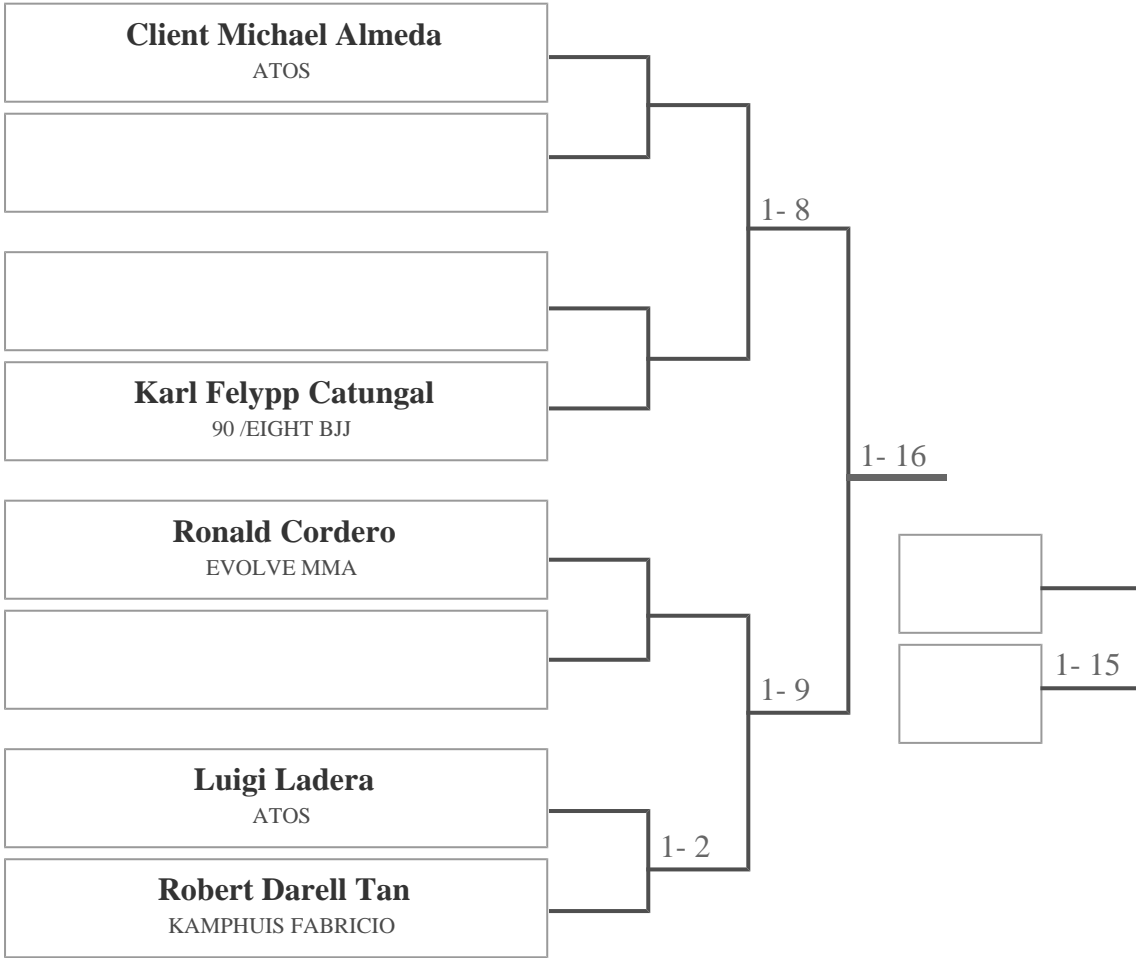 Client Michael Almeda
ATOS
1- 8
Karl Felypp Catungal
90 /EIGHT BJJ
1- 16
Ronald Cordero
EVOLVE MMA
1- 15
1- 9
Luigi Ladera
ATOS
1- 2
Robert Darell Tan
KAMPHUIS FABRICIO